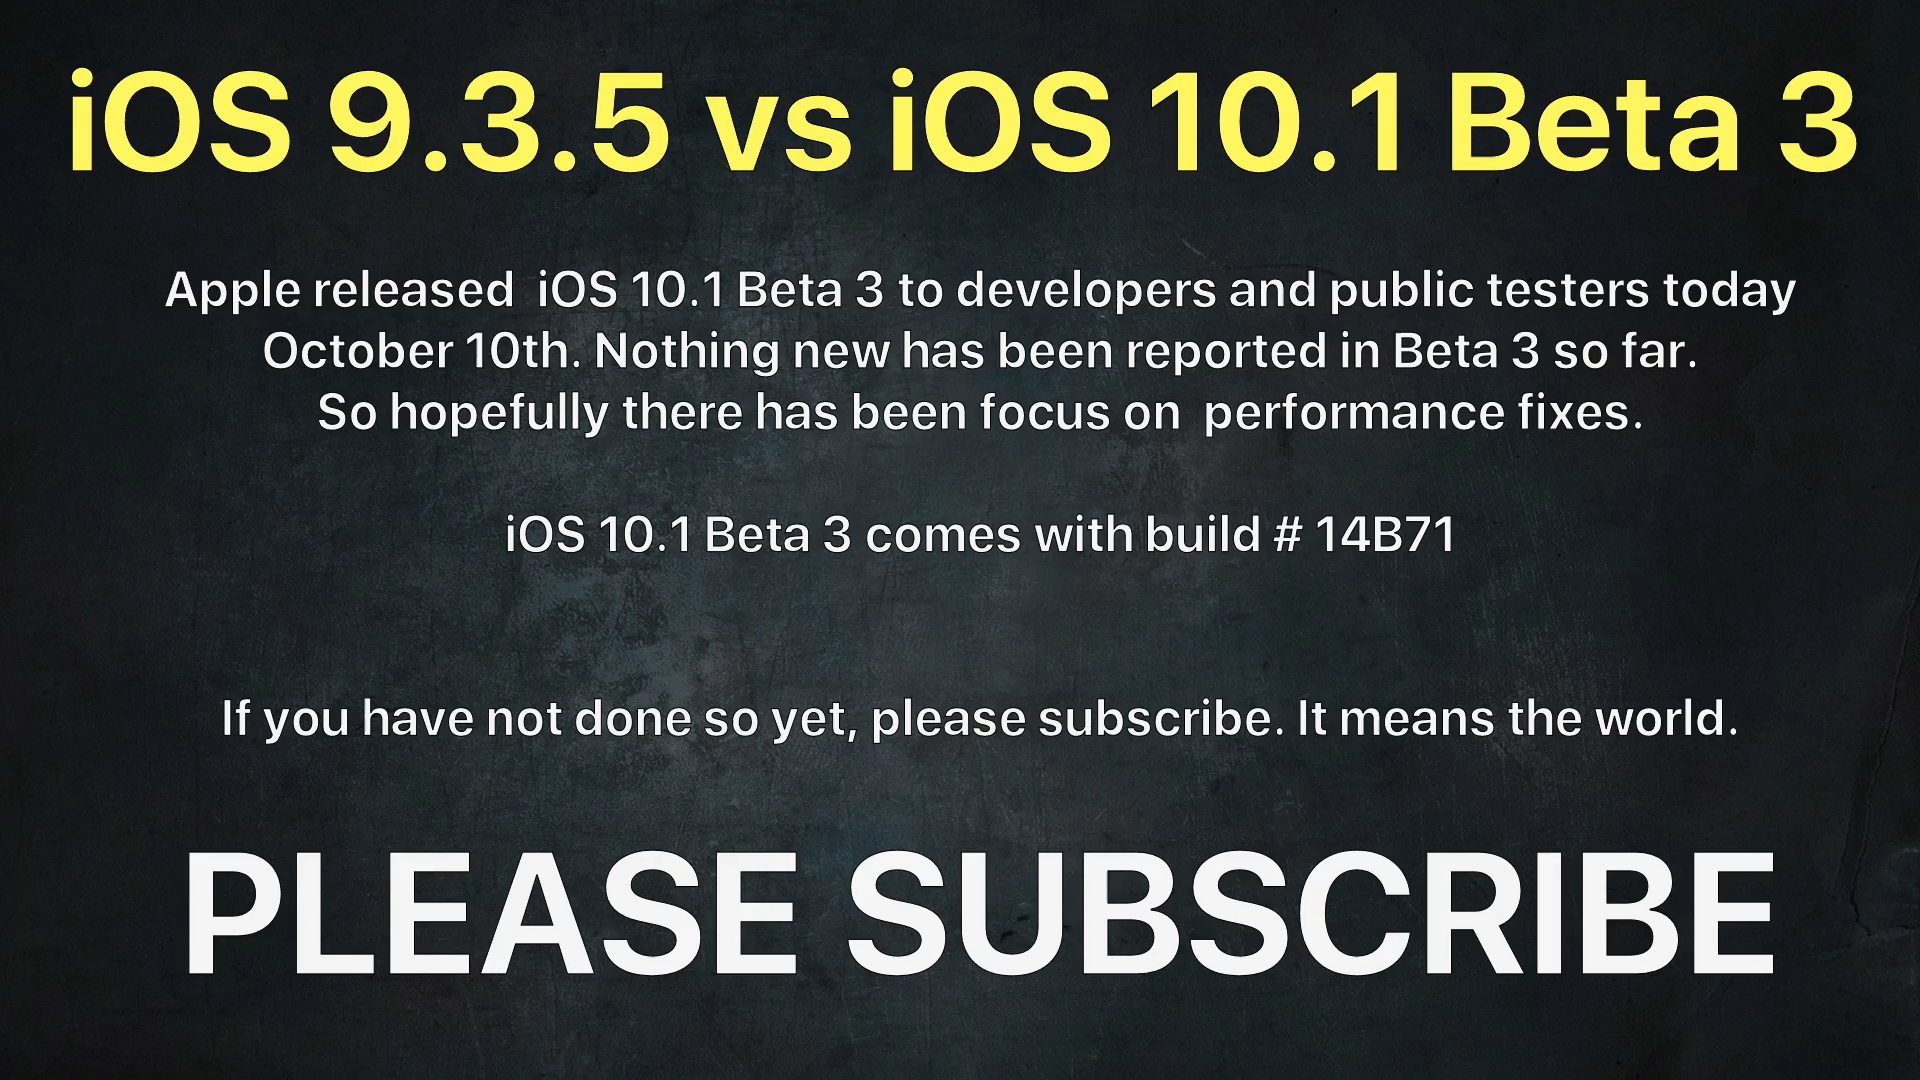 iOS 9.3.5 vs iOS 10.1 Beta 3
Apple released  iOS 10.1 Beta 3 to developers and public testers today
October 10th. Nothing new has been reported in Beta 3 so far.
So hopefully there has been focus on  performance fixes.
iOS 10.1 Beta 3 comes with build # 14B71
If you have not done so yet, please subscribe. It means the world.
PLEASE SUBSCRIBE